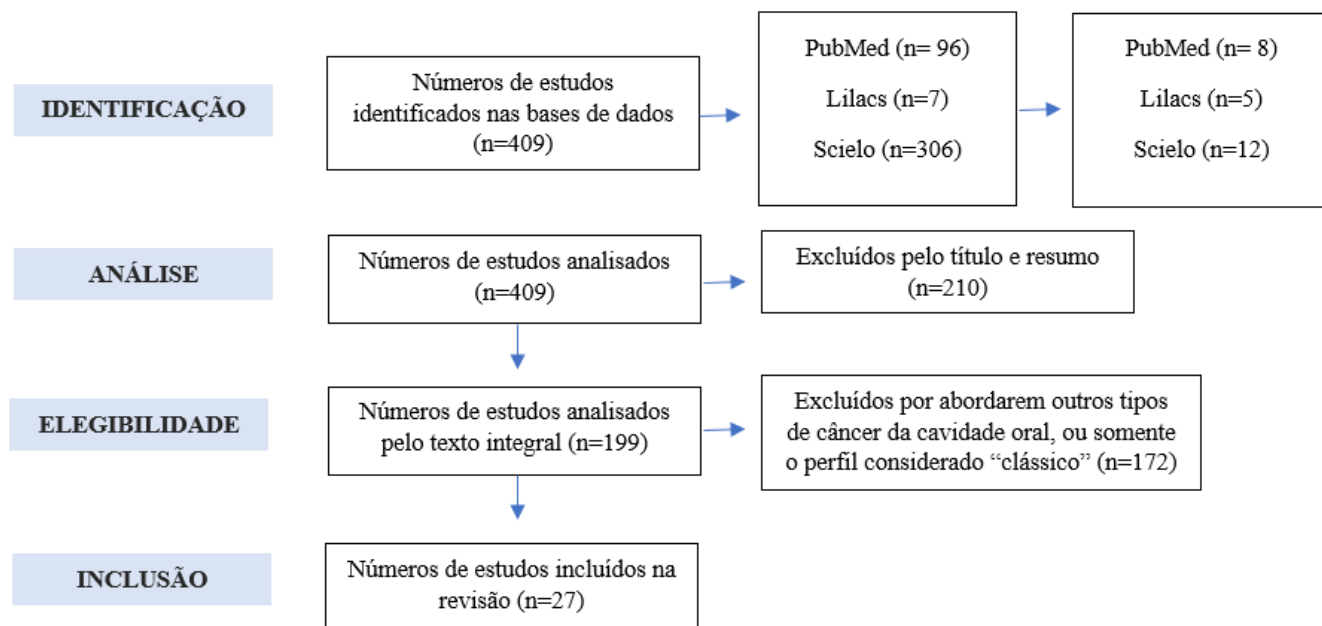 IDENTIFICAÇÃO
Números de estudos
identificados nas bases de dados
(n=409)
PubMed (n= 96)
Lilacs (n=7)
Scielo (n=306)
PubMed (n= 8)
Lilacs (n=5)
Scielo (n=12)
ANÁLISE
Números de estudos analisados
(n=409)
Excluídos pelo título e resumo
(n=210)
ELEGIBILIDADE
Números de estudos analisados
pelo texto integral (n=199)
Excluídos por abordarem outros tipos
de câncer da cavidade oral, ou somente
o perfil considerado “clássico” (n=172)
INCLUSÃO
Números de estudos incluídos na
revisão (n=27)